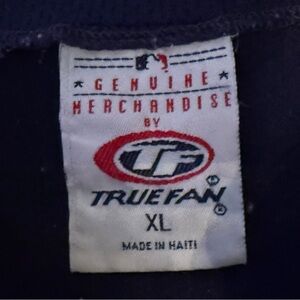 GENUINE
MERCHANDISE
BY
TF
TRUE FAN ®
XL
MADE IN HAITI